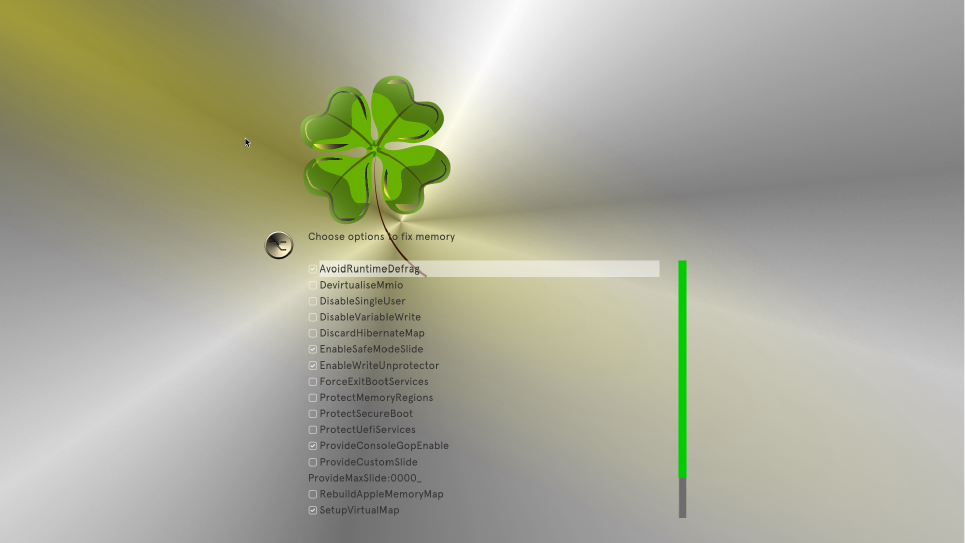 Choose options to fix memory
AvoidRuntimeDefrag
DevirtualiseMmio
DisableSingleUser
DisableVariableWrite
DiscardHibernateMap
EnableSafeModeSlide
EnableWriteUnprotector
ForceExitBootServices
ProtectMemoryRegions
ProtectSecureBoot
ProtectUefiServices
ProvideConsoleGopEnable
ProvideCustomSlide
ProvideMaxSlide:0000_
RebuildAppleMemoryMap
SetupVirtualMap